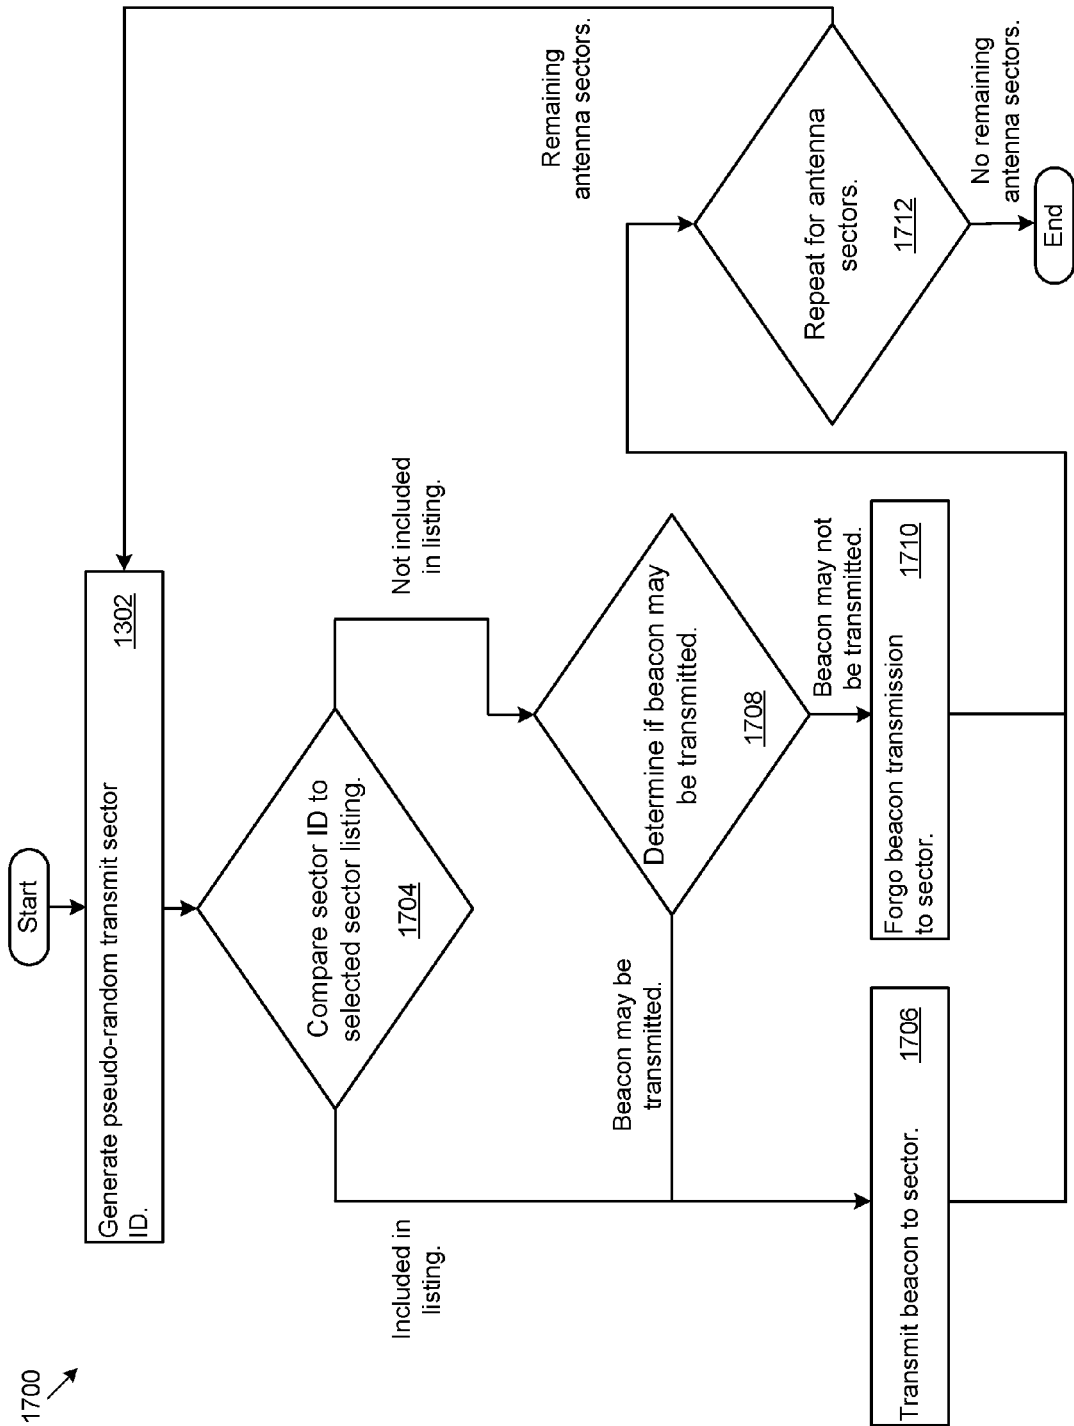 1700
Start
Generate pseudo-random transmit sector
ID.
1302
Compare sector ID to
selected sector listing.
1704
Included in
listing.
Not included
in listing.
Determine if beacon may
be transmitted.
1708
Beacon may be
transmitted.
Beacon may not
be transmitted.
Transmit beacon to sector.
1706
Forgo beacon transmission
to sector.
1710
Repeat for antenna
sectors.
1712
Remaining
antenna sectors.
No remaining
antenna sectors.
End